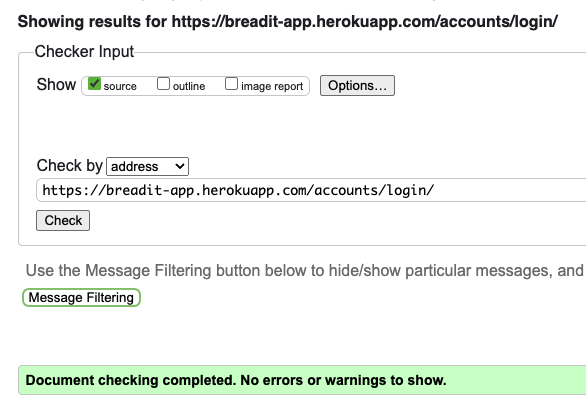 Showing results for https://breadit-app.herokuapp.com/accounts/login/
Checker Input
Show source outline image report Options...
Check by address
https://breadit-app.herokuapp.com/accounts/login/
Check
Use the Message Filtering button below to hide/show particular messages, and
Message Filtering
Document checking completed. No errors or warnings to show.